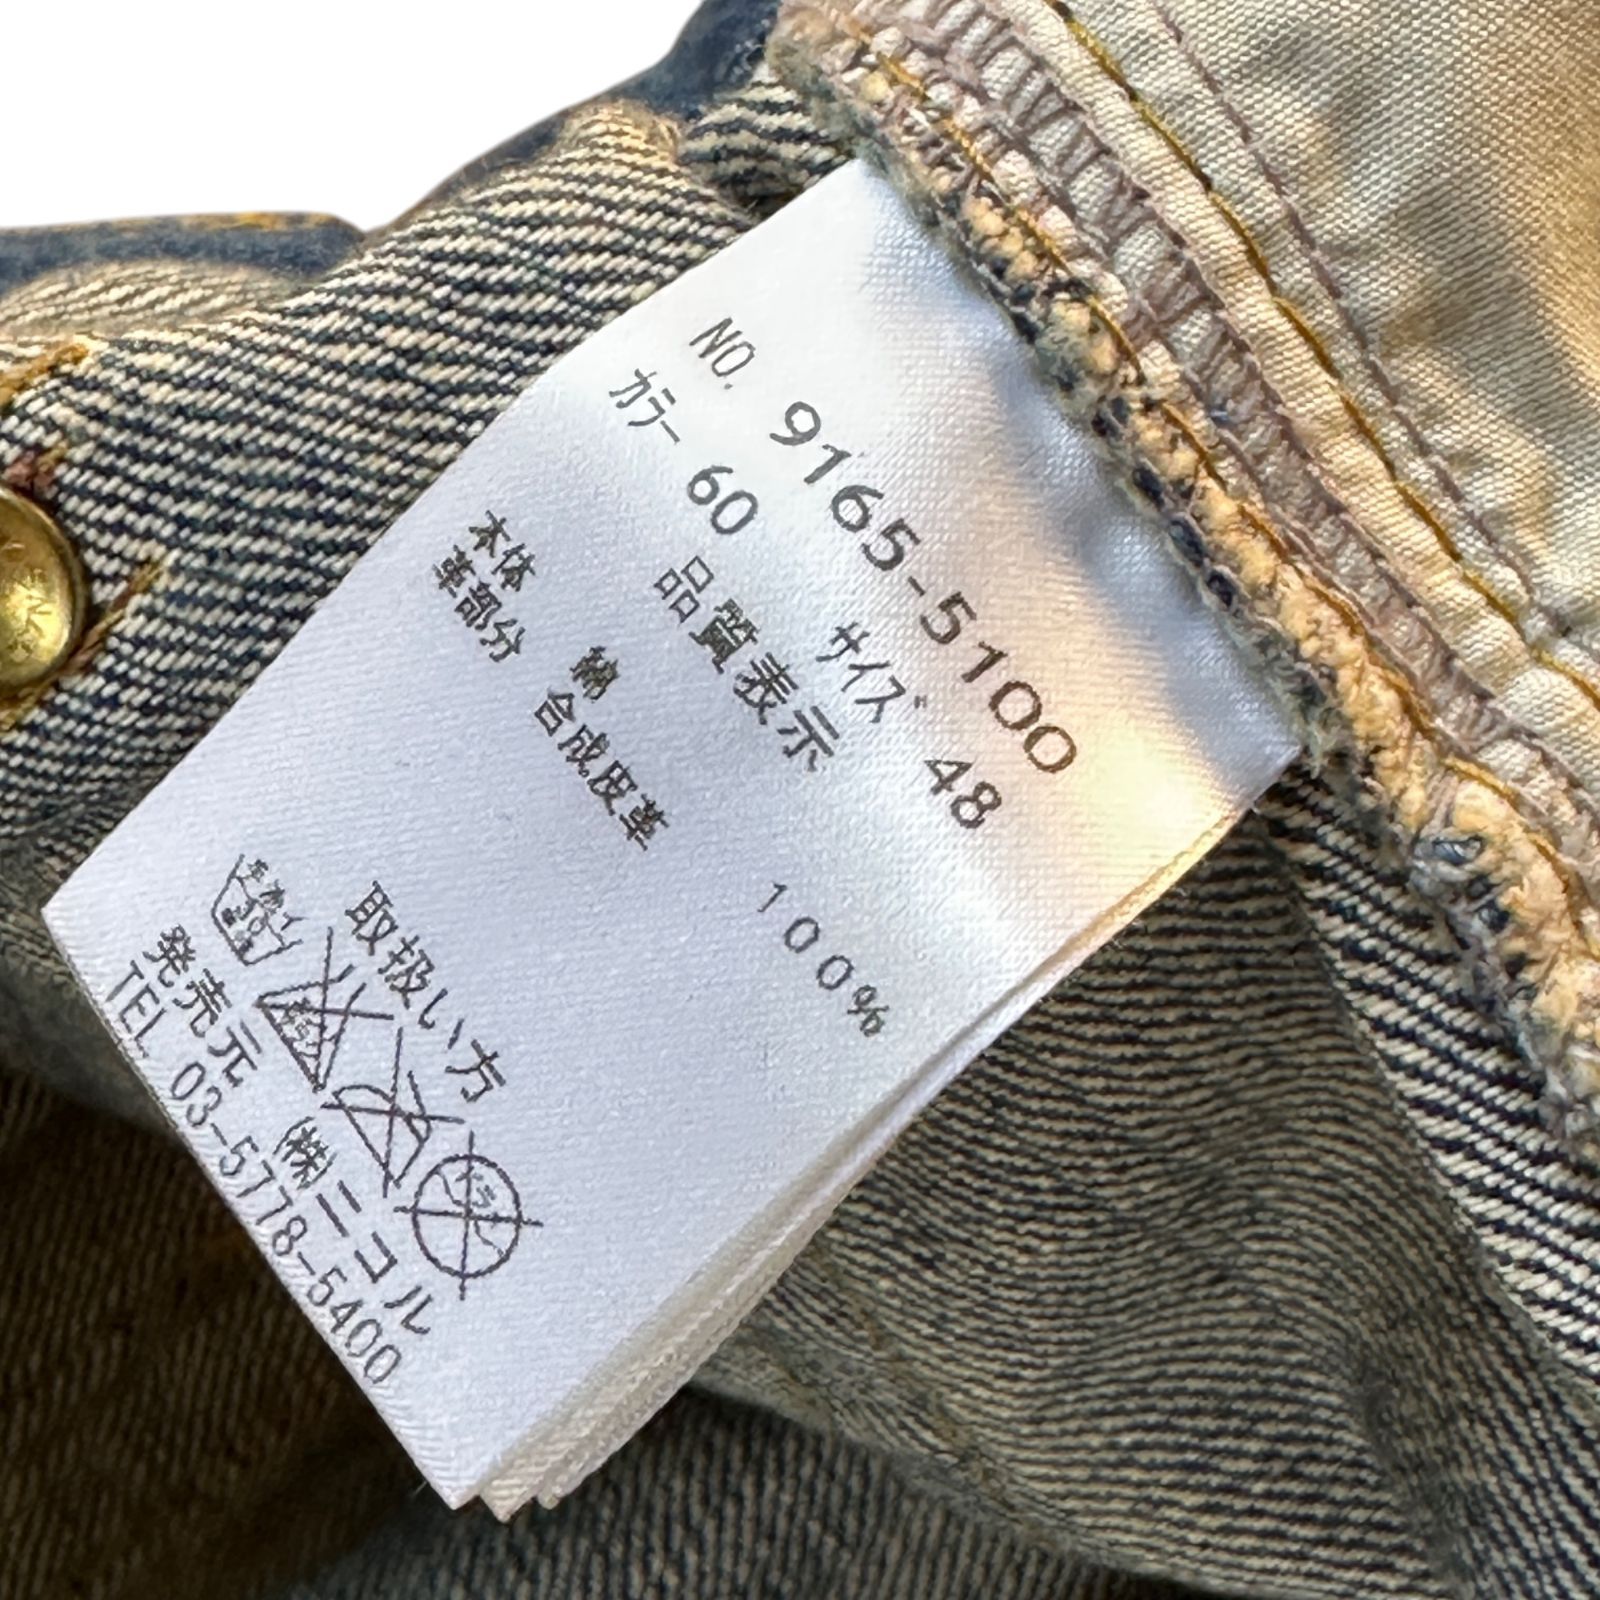 NO. 9165-5100
カラー 60 サイズ 48
品質表示
本体 綿 100%
革部分 合成皮革
取扱い方
発売元 ㈱ニコル
TEL 03-5778-5400